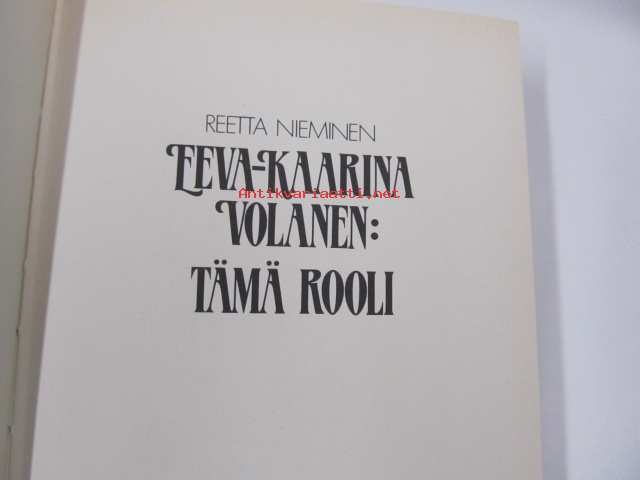 REETTA NIEMINEN
EEVA-KAARINA
Antikvariaatti.net
VOLANEN:
TÄMÄ ROOLI